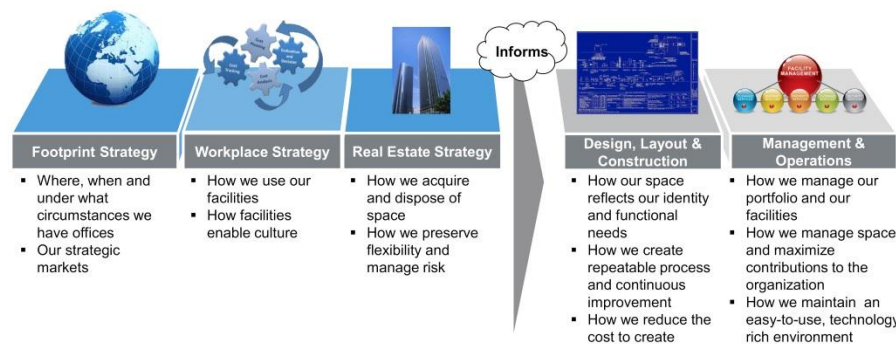 Informs
FACILITY
MANAGEMENT
Footprint Strategy
Workplace Strategy
Real Estate Strategy
Design, Layout &
Construction
Management &
Operations
▪ Where, when and
under what
circumstances we
have offices
▪ Our strategic
markets
▪ How we use our
facilities
▪ How facilities
enable culture
▪ How we acquire
and dispose of
space
▪ How we preserve
flexibility and
manage risk
▪ How our space
reflects our identity
and functional
needs
▪ How we create
repeatable process
and continuous
improvement
▪ How we reduce the
cost to create
▪ How we manage our
portfolio and our
facilities
▪ How we manage space
and maximize
contributions to the
organization
▪ How we maintain an
easy-to-use, technology
rich environment